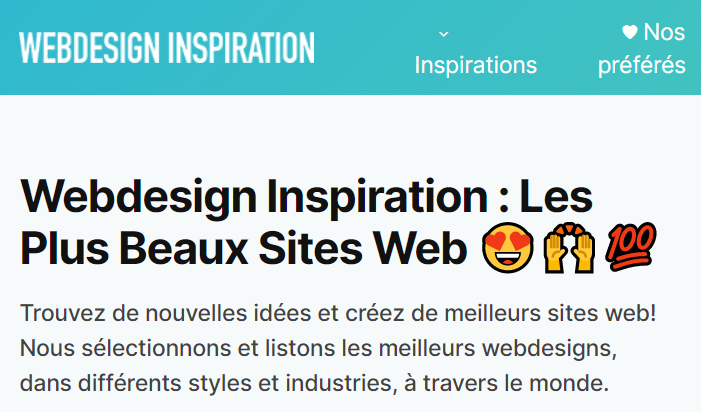 WEBDESIGN INSPIRATION
Inspirations
Nos
préférés
Webdesign Inspiration : Les
Plus Beaux Sites Web 😍 🙌 💯
Trouvez de nouvelles idées et créez de meilleurs sites web!
Nous sélectionnons et listons les meilleurs webdesigns,
dans différents styles et industries, à travers le monde.